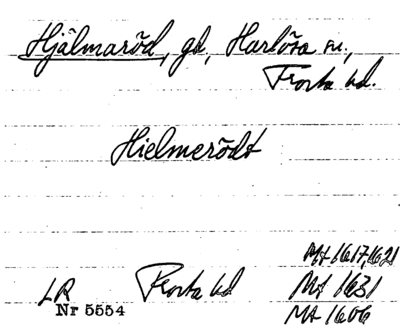 Hjälmaröd, gd, Harlösa sn.,
Frosta hd.
Hielmerödt
MA 1617,1621
LR Frosta hd MA 1631
Nr 5554 MA 1606